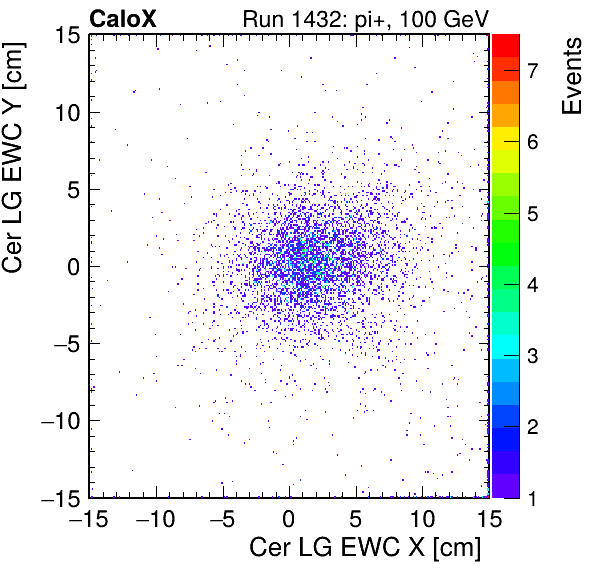 CaloX Run 1432: pi+, 100 GeV
Cer LG EWC Y [cm]
15
10
5
0
−5
−10
−15
−15 −10 −5 0 5 10 15
Cer LG EWC X [cm]
Events
7
6
5
4
3
2
1